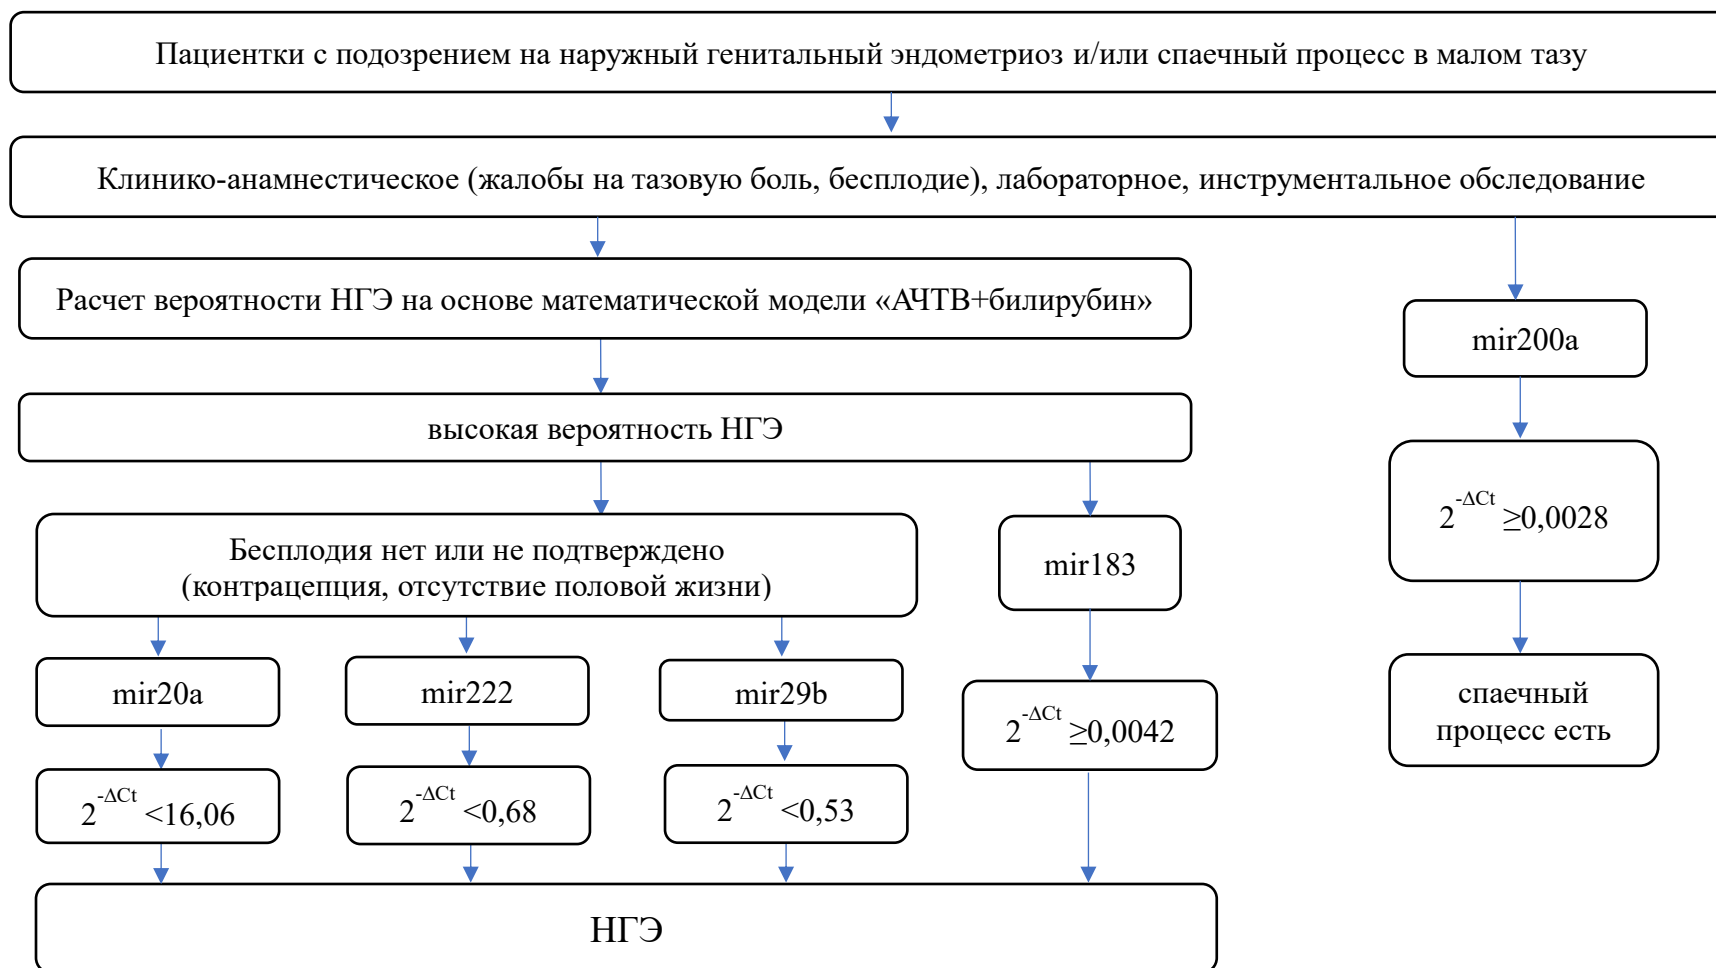 Пациентки с подозрением на наружный генитальный эндометриоз и/или спаечный процесс в малом тазу
Клинико-анамнестическое (жалобы на тазовую боль, бесплодие), лабораторное, инструментальное обследование
Расчет вероятности НГЭ на основе математической модели «АЧТВ+билирубин»
mir200a
высокая вероятность НГЭ
2^-ΔCt ≥0,0028
Бесплодия нет или не подтверждено
(контрацепция, отсутствие половой жизни)
mir183
mir20a
mir222
mir29b
2^-ΔCt ≥0,0042
спаечный
процесс есть
2^-ΔCt <16,06
2^-ΔCt <0,68
2^-ΔCt <0,53
НГЭ